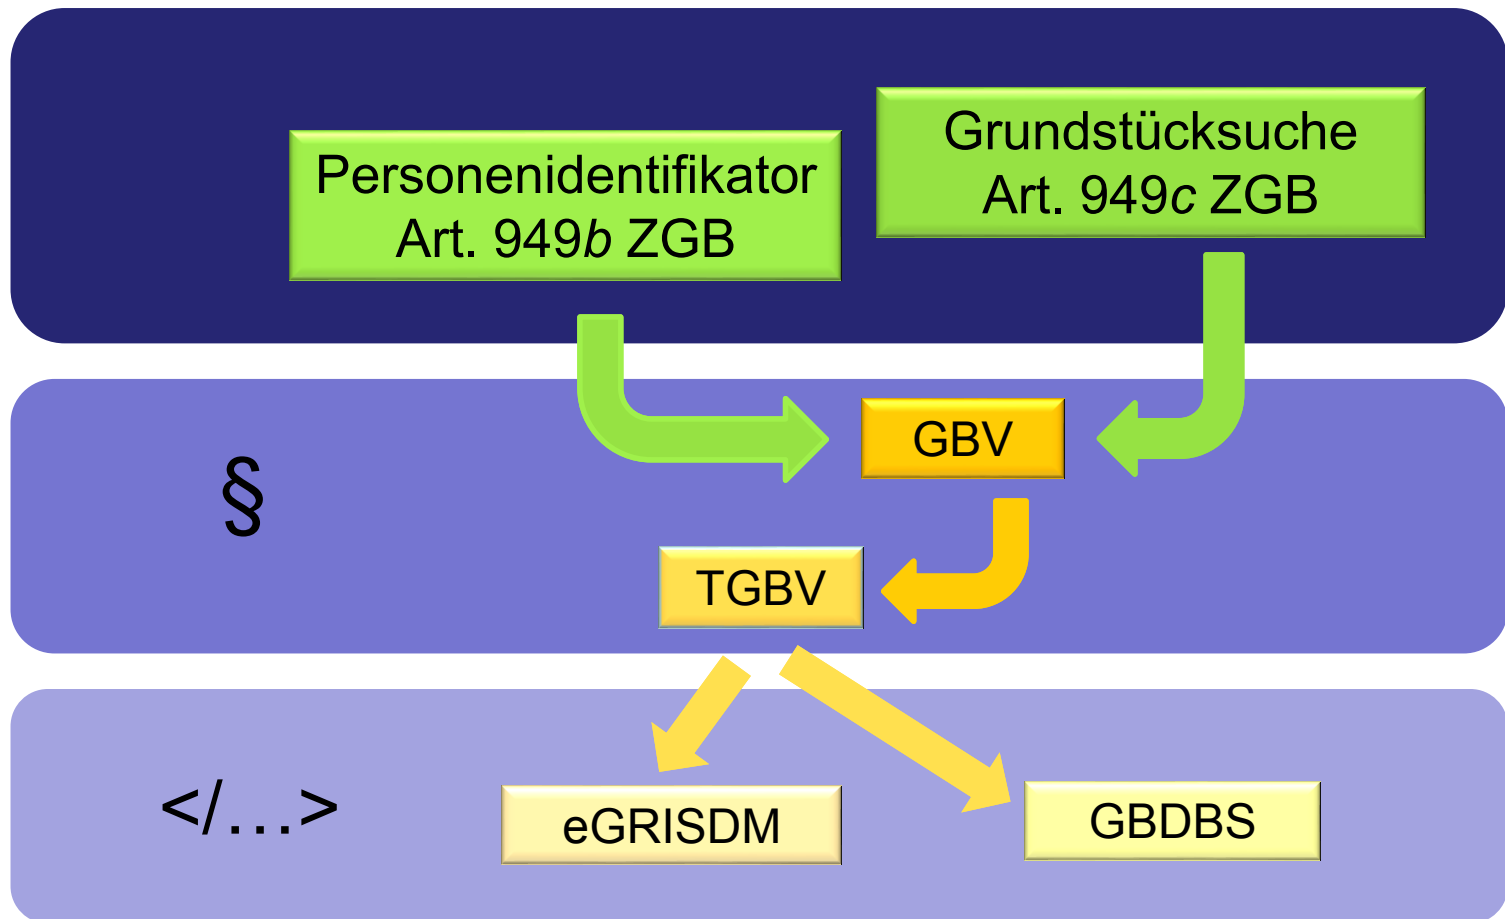 Personenidentifikator
Art. 949b ZGB
Grundstücksuche
Art. 949c ZGB
§
GBV
TGBV
</…>
eGRISDM
GBDBS